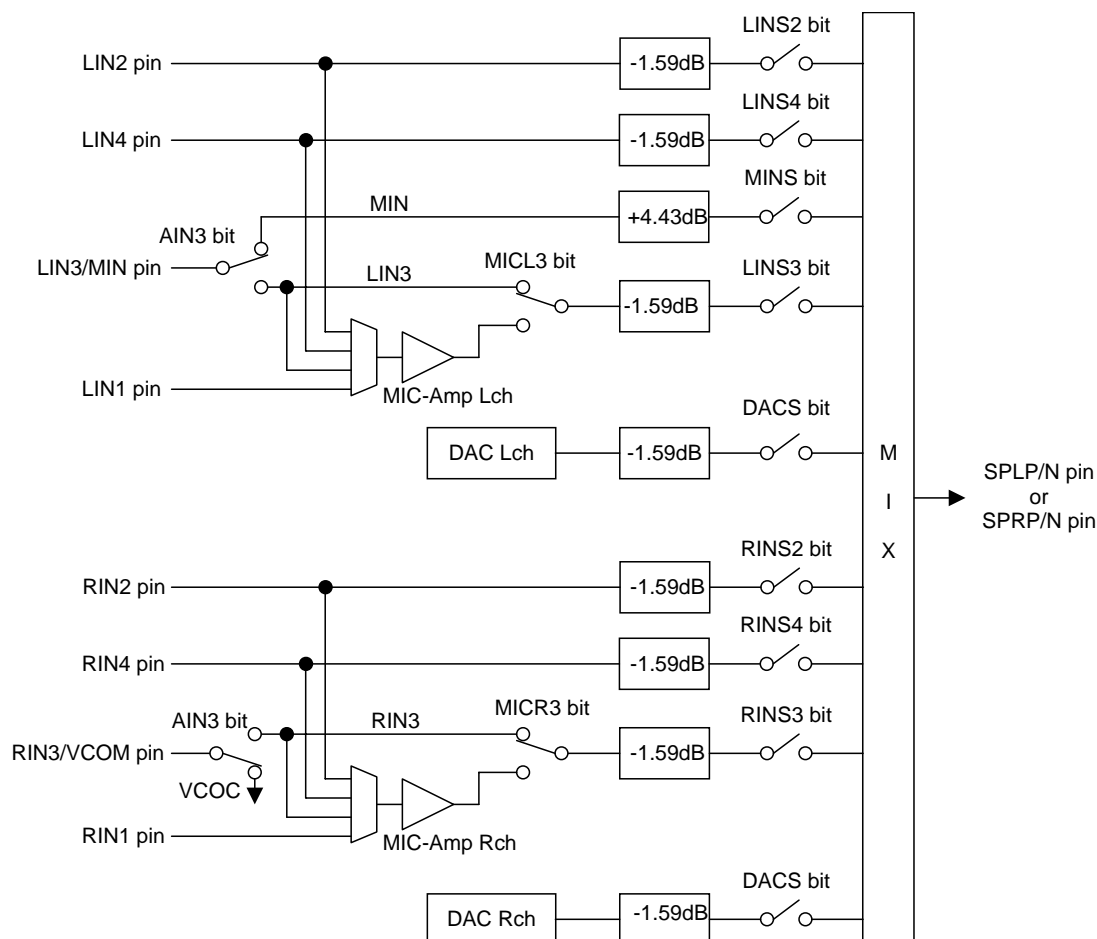 LINS2 bit
LIN2 pin
-1.59dB
LINS4 bit
LIN4 pin
-1.59dB
MINS bit
MIN
+4.43dB
AIN3 bit
LIN3/MIN pin
LIN3
MICL3 bit
LINS3 bit
-1.59dB
LIN1 pin
MIC-Amp Lch
DACS bit
DAC Lch
-1.59dB
M
I
X
SPLP/N pin
or
SPRP/N pin
RINS2 bit
RIN2 pin
-1.59dB
RINS4 bit
RIN4 pin
-1.59dB
AIN3 bit
RIN3
MICR3 bit
RINS3 bit
RIN3/VCOM pin
-1.59dB
VCOC
RIN1 pin
MIC-Amp Rch
DACS bit
DAC Rch
-1.59dB